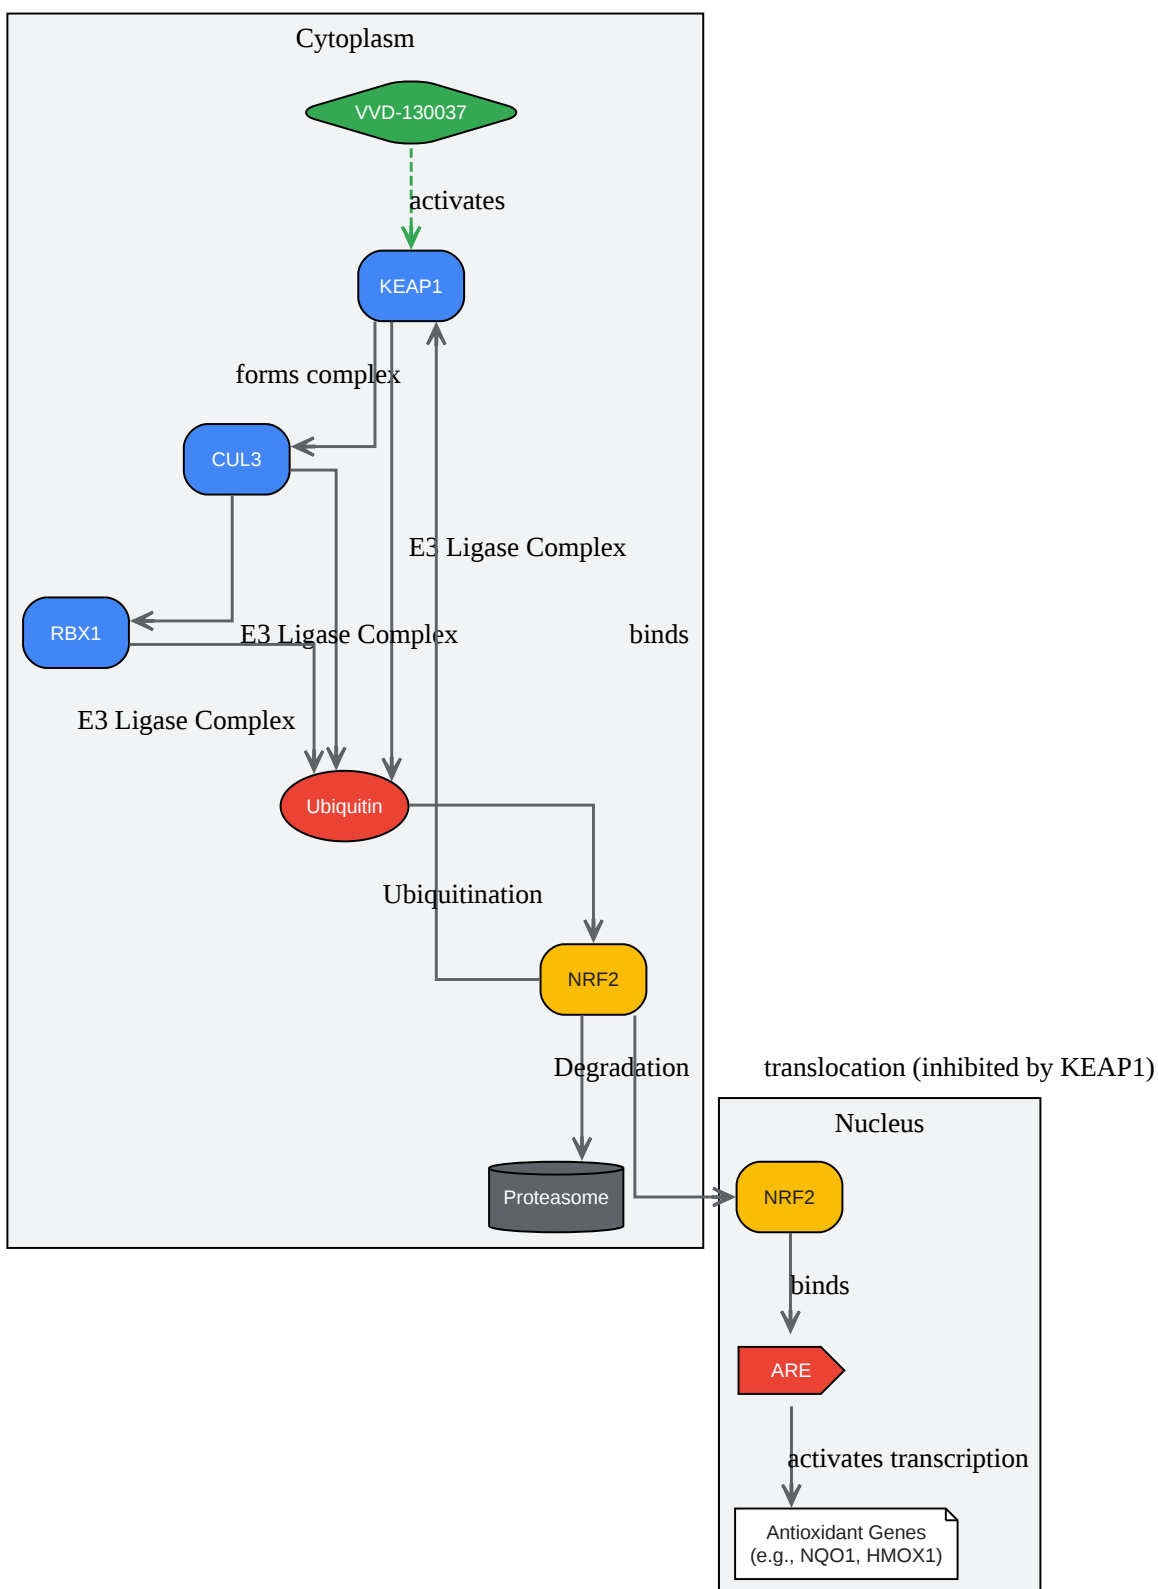 Cytoplasm
VVD-130037
activates
KEAP1
forms complex
CUL3
E3 Ligase Complex
RBX1
E3 Ligase Complex
binds
E3 Ligase Complex
Ubiquitin
Ubiquitination
NRF2
Degradation
translocation (inhibited by KEAP1)
Nucleus
Proteasome
NRF2
binds
ARE
activates transcription
Antioxidant Genes
(e.g., NQO1, HMOX1)